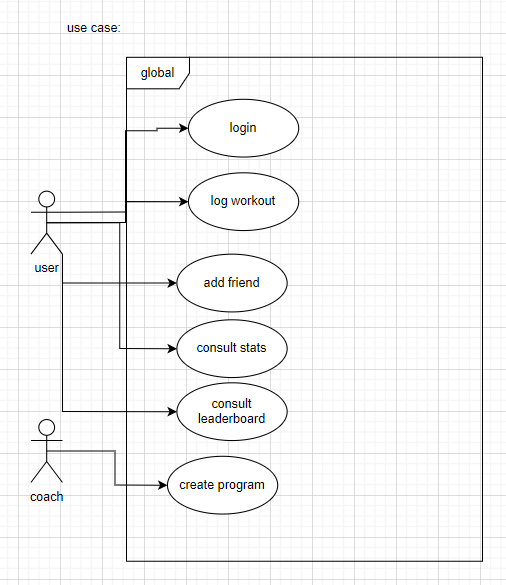 use case:
global
login
log workout
user
add friend
consult stats
consult
leaderboard
coach
create program